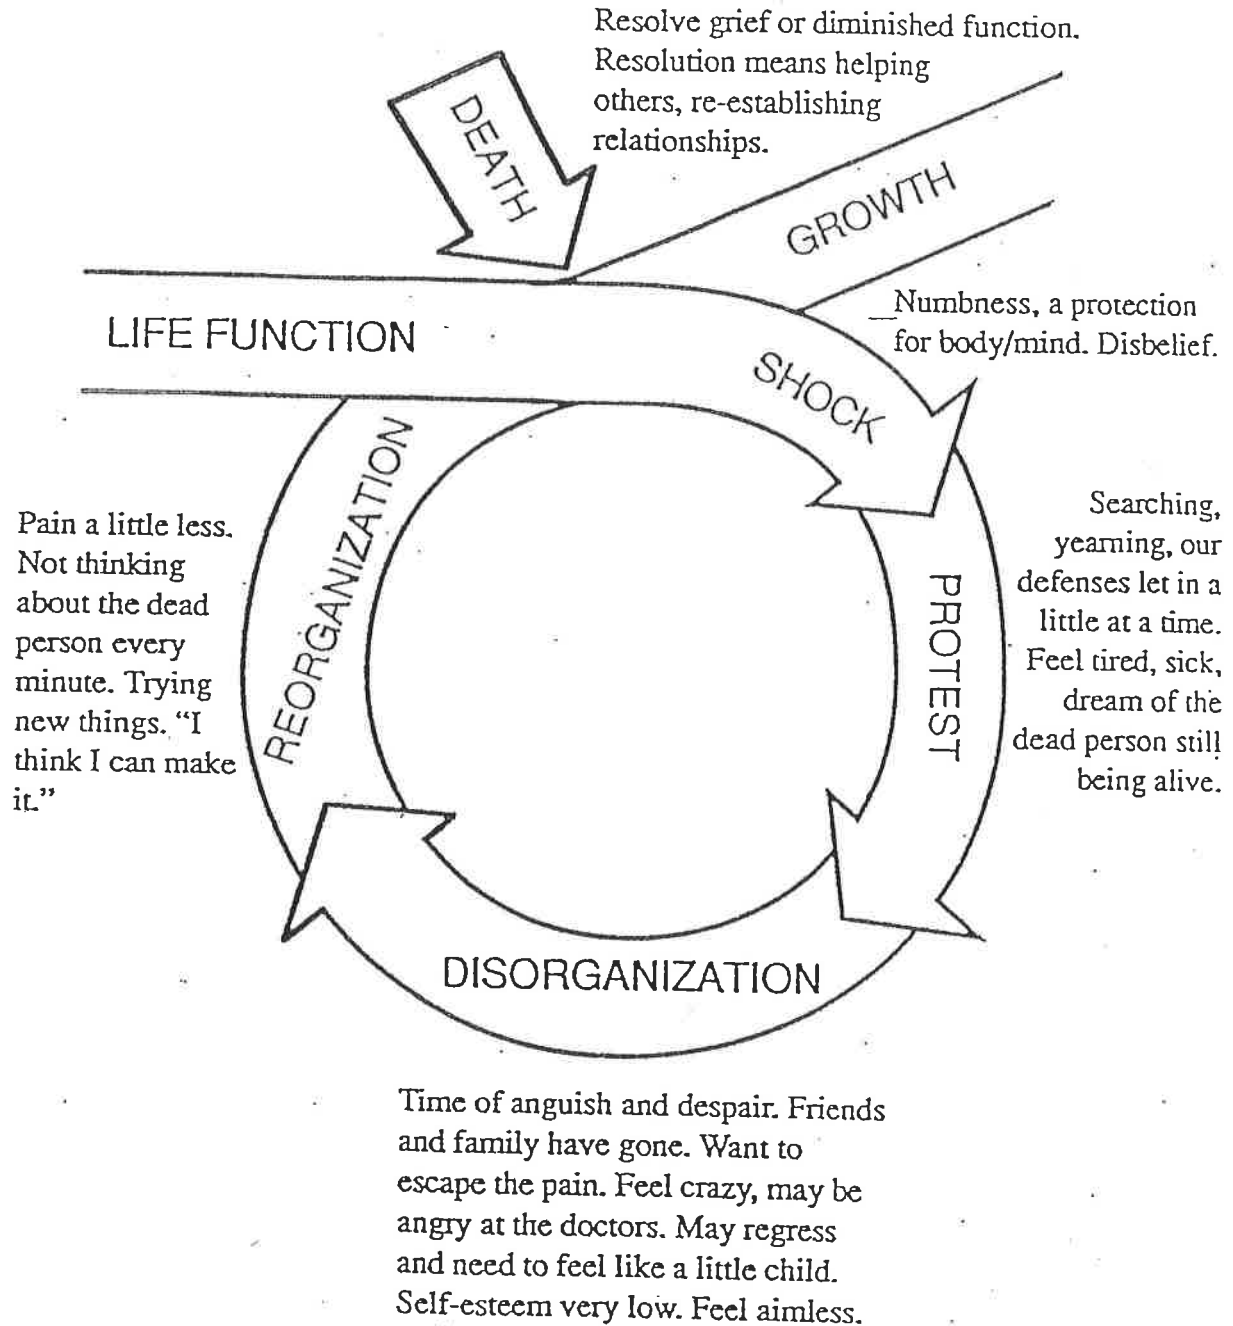 Resolve grief or diminished function.
Resolution means helping
others, re-establishing
relationships.
DEATH
GROWTH
LIFE FUNCTION
SHOCK
Numbness, a protection
for body/mind. Disbelief.
PROTEST
Searching,
yearning, our
defenses let in a
little at a time.
Feel tired, sick,
dream of the
dead person still
being alive.
DISORGANIZATION
Time of anguish and despair. Friends
and family have gone. Want to
escape the pain. Feel crazy, may be
angry at the doctors. May regress
and need to feel like a little child.
Self-esteem very low. Feel aimless.
REORGANIZATION
Pain a little less.
Not thinking
about the dead
person every
minute. Trying
new things. “I
think I can make
it.”